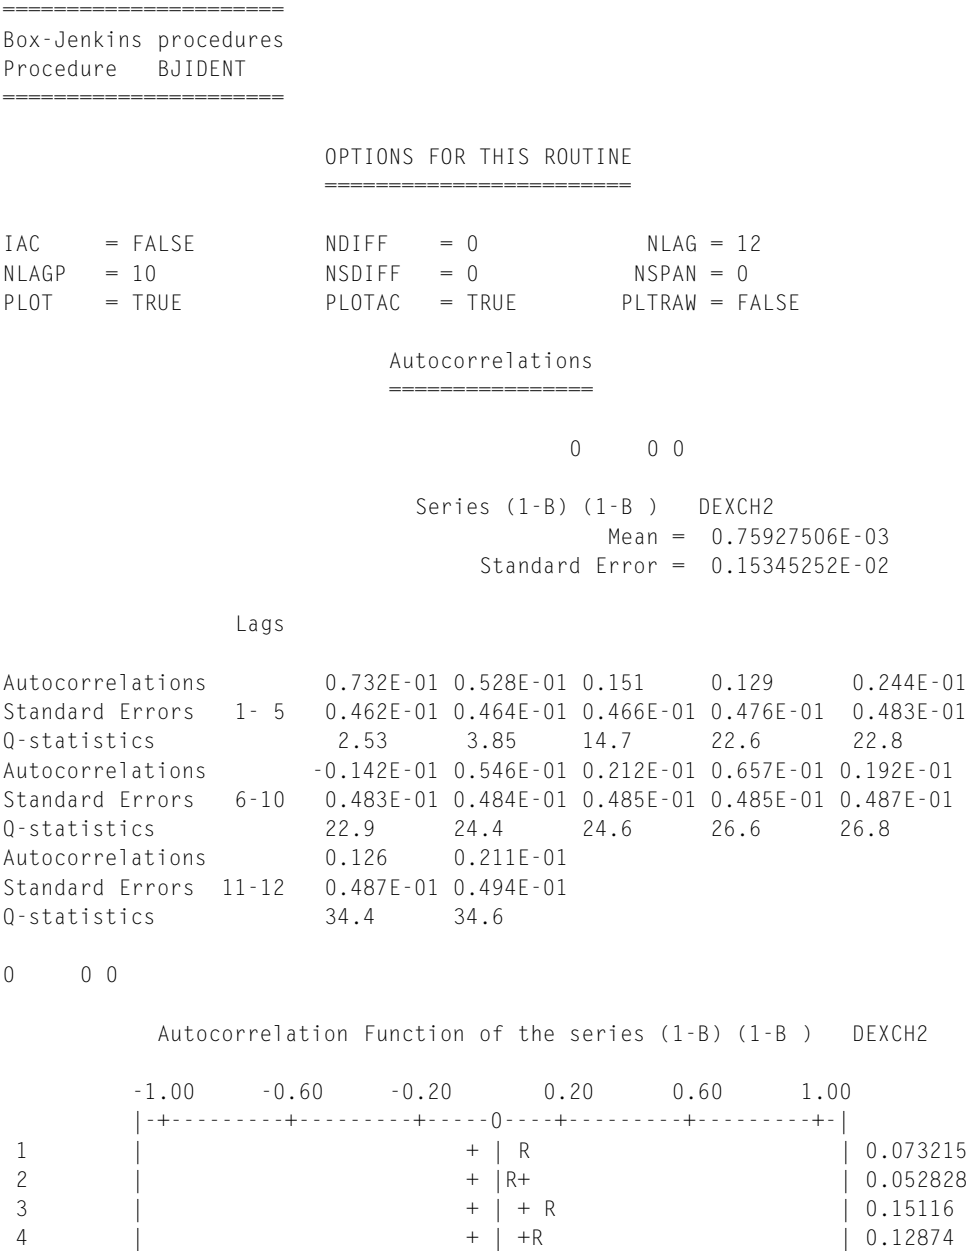 ======================
Box-Jenkins procedures
Procedure   BJIDENT
======================
                         OPTIONS FOR THIS ROUTINE
                         ========================
IAC     = FALSE          NDIFF   = 0             NLAG = 12
NLAGP   = 10             NSDIFF  = 0            NSPAN = 0
PLOT    = TRUE           PLOTAC  = TRUE        PLTRAW = FALSE
                              Autocorrelations
                              ================
                                            0     0 0
                                Series (1-B) (1-B )   DEXCH2
                                               Mean =  0.75927506E-03
                                     Standard Error =  0.15345252E-02
                  Lags
Autocorrelations         0.732E-01 0.528E-01 0.151     0.129      0.244E-01
Standard Errors  1- 5   0.462E-01 0.464E-01 0.466E-01 0.476E-01  0.483E-01
Q-statistics              2.53      3.85     14.7      22.6       22.8
Autocorrelations        -0.142E-01 0.546E-01 0.212E-01 0.657E-01 0.192E-01
Standard Errors  6-10   0.483E-01 0.484E-01 0.485E-01 0.485E-01 0.487E-01
Q-statistics             22.9      24.4      24.6      26.6      26.8
Autocorrelations         0.126     0.211E-01
Standard Errors  11-12  0.487E-01 0.494E-01
Q-statistics             34.4      34.6
0     0 0
            Autocorrelation Function of the series (1-B) (1-B )   DEXCH2
          -1.00     -0.60     -0.20       0.20      0.60      1.00
          |-+---------+---------+-----0----+---------+---------+-|
 1        |                         + | R                        | 0.073215
 2        |                         + |R+                        | 0.052828
 3        |                         + | + R                      | 0.15116
 4        |                         + | +R                       | 0.12874